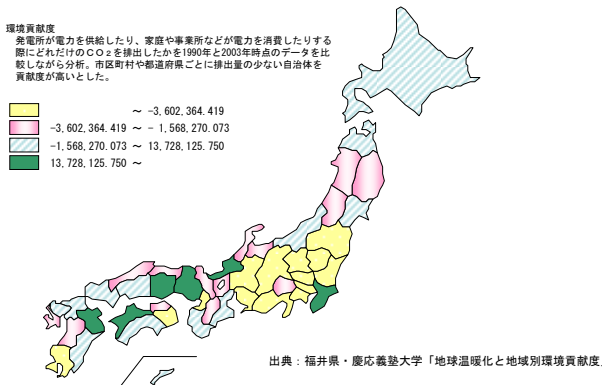 環境貢献度
発電所が電力を供給したり、家庭や事業所などが電力を消費したりする
際にどれだけのＣＯ２を排出したかを1990年と2003年時点のデータを比
較しながら分析。市区町村や都道府県ごとに排出量の少ない自治体を
貢献度が高いとした。
～ -3,602,364.419
-3,602,364.419 ～ - 1,568,270.073
-1,568,270.073 ～ 13,728,125.750
13,728,125.750 ～
出典：福井県・慶応義塾大学「地球温暖化と地域別環境貢献度」